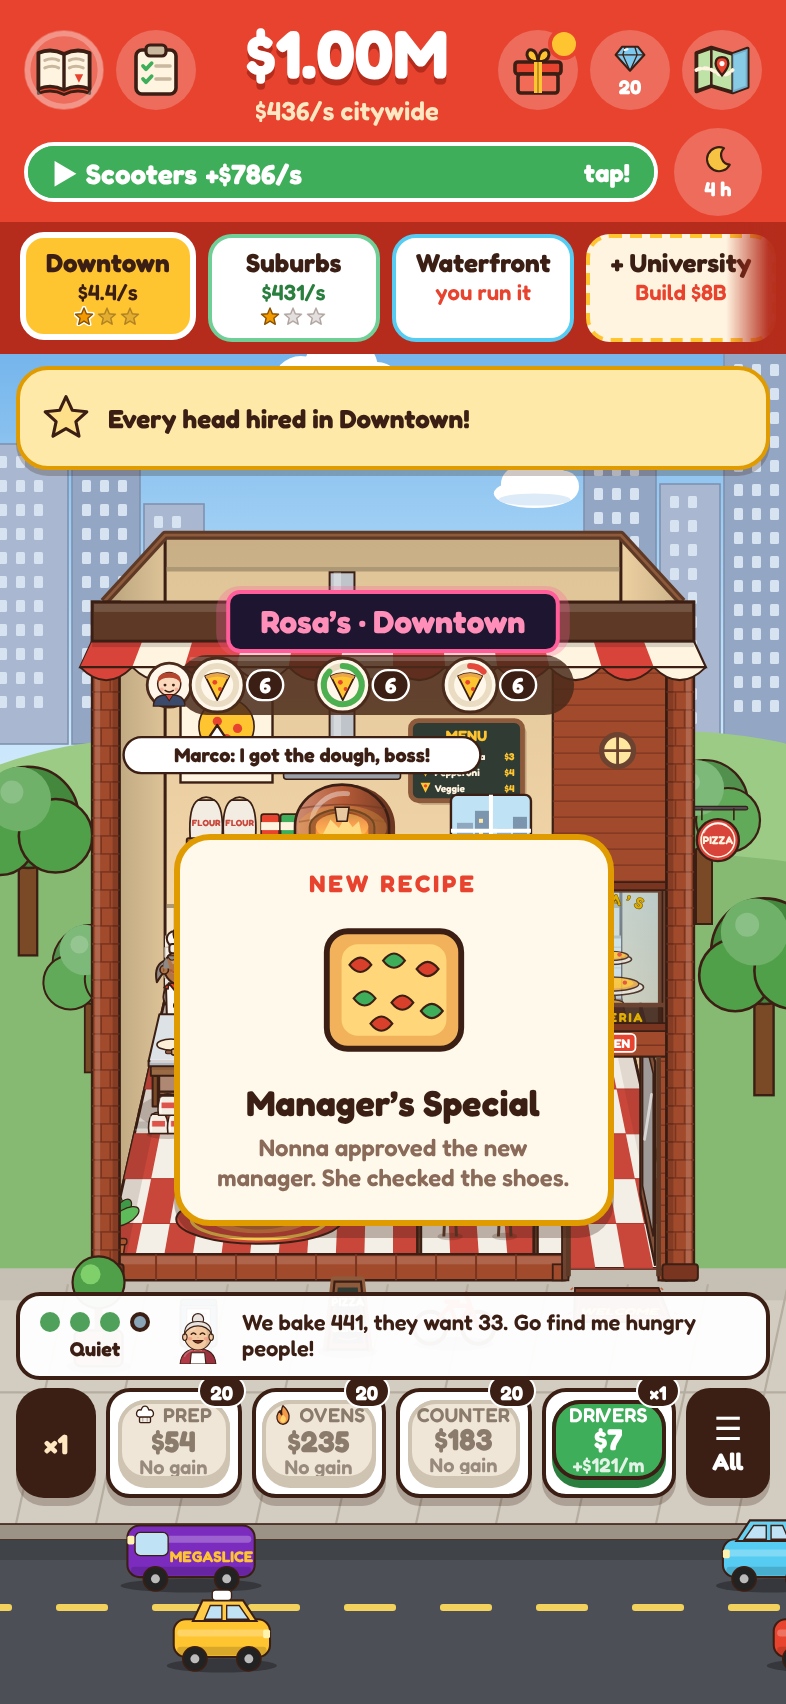 $1.00M
$436/s citywide
20
Scooters +$786/s
tap!
4 h
Downtown
$4.4/s
Suburbs
$431/s
Waterfront
you run it
+ University
Build $8B
Every head hired in Downtown!
Rosa's · Downtown
6
6
6
MENU
$3
Marco: I got the dough, boss!
Pepperoni $4
Veggie $4
FLOUR
FLOUR
PIZZA
NEW RECIPE
Manager's Special
Nonna approved the new
manager. She checked the shoes.
Quiet
We bake 441, they want 33. Go find me hungry
people!
x1
20
PREP
$54
No gain
20
OVENS
$235
No gain
20
COUNTER
$183
No gain
x1
DRIVERS
$7
+$121/m
All
MEGASLICE